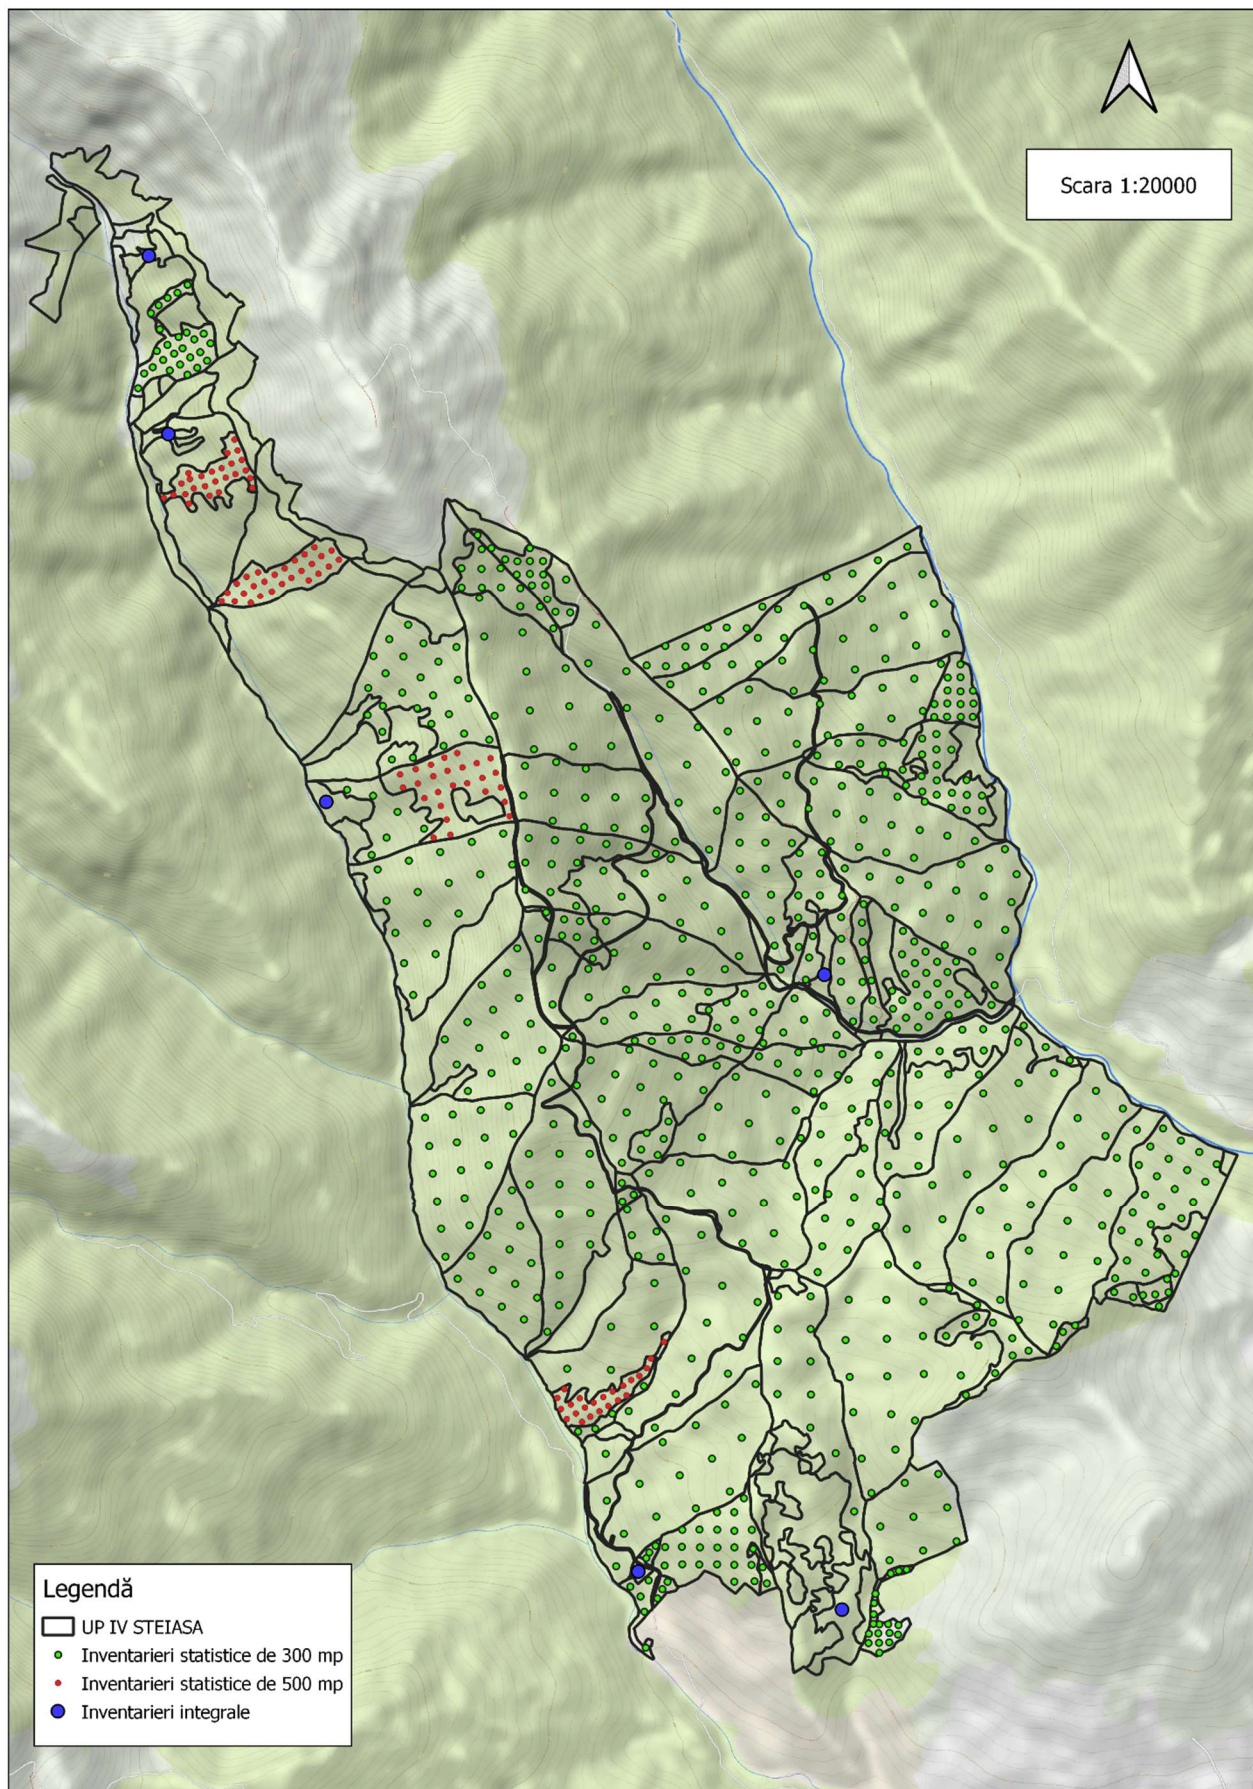 Scara 1:20000
Legendă
UP IV STEIASA
Inventarieri statistice de 300 mp
Inventarieri statistice de 500 mp
Inventarieri integrale